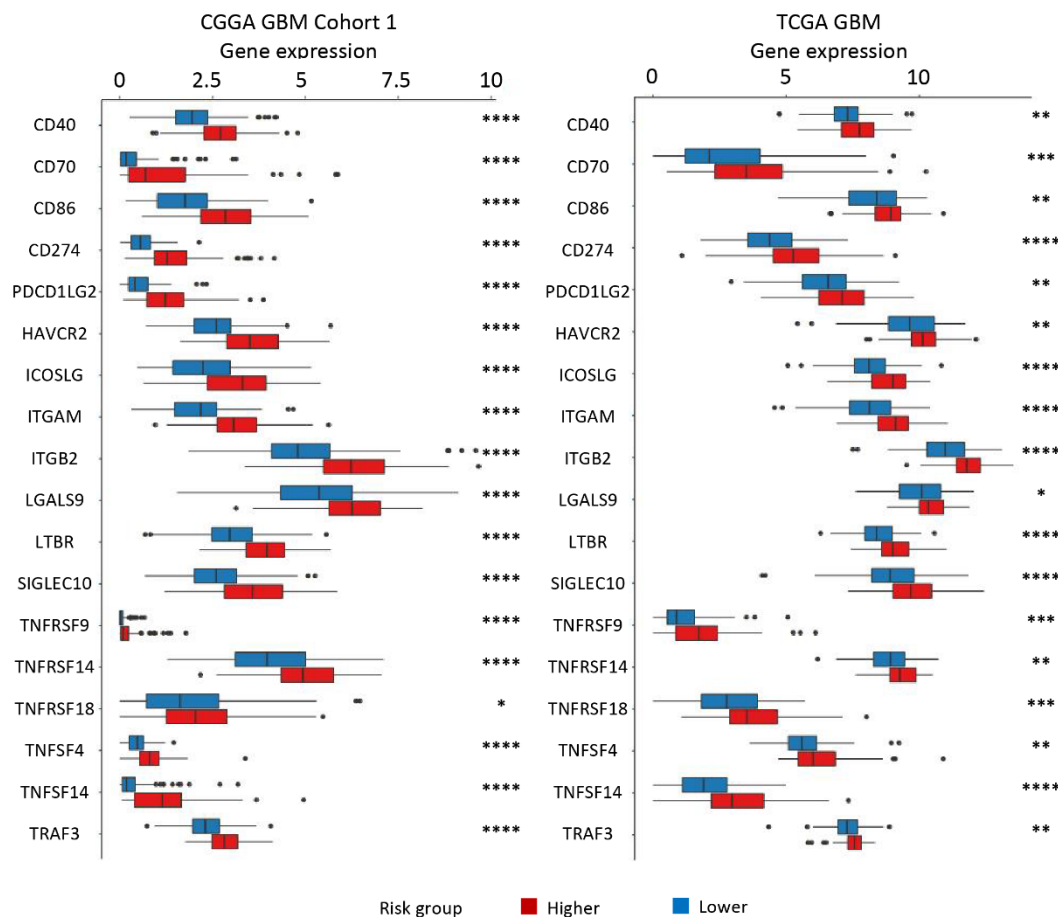 CGGA GBM Cohort 1
Gene expression
0 2.5 5.0 7.5 10
CD40 ****
CD70 ****
CD86 ****
CD274 ****
PDCD1LG2 ****
HAVCR2 ****
ICOSLG ****
ITGAM ****
ITGB2 ****
LGALS9 ****
LTBR ****
SIGLEC10 ****
TNFRSF9 ****
TNFRSF14 ****
TNFRSF18 *
TNFSF4 ****
TNFSF14 ****
TRAF3 ****
TCGA GBM
Gene expression
0 5 10
CD40 **
CD70 ***
CD86 **
CD274 ****
PDCD1LG2 **
HAVCR2 **
ICOSLG ****
ITGAM ****
ITGB2 ****
LGALS9 *
LTBR ****
SIGLEC10 ****
TNFRSF9 ***
TNFRSF14 **
TNFRSF18 ***
TNFSF4 **
TNFSF14 ****
TRAF3 **
Risk group Higher Lower